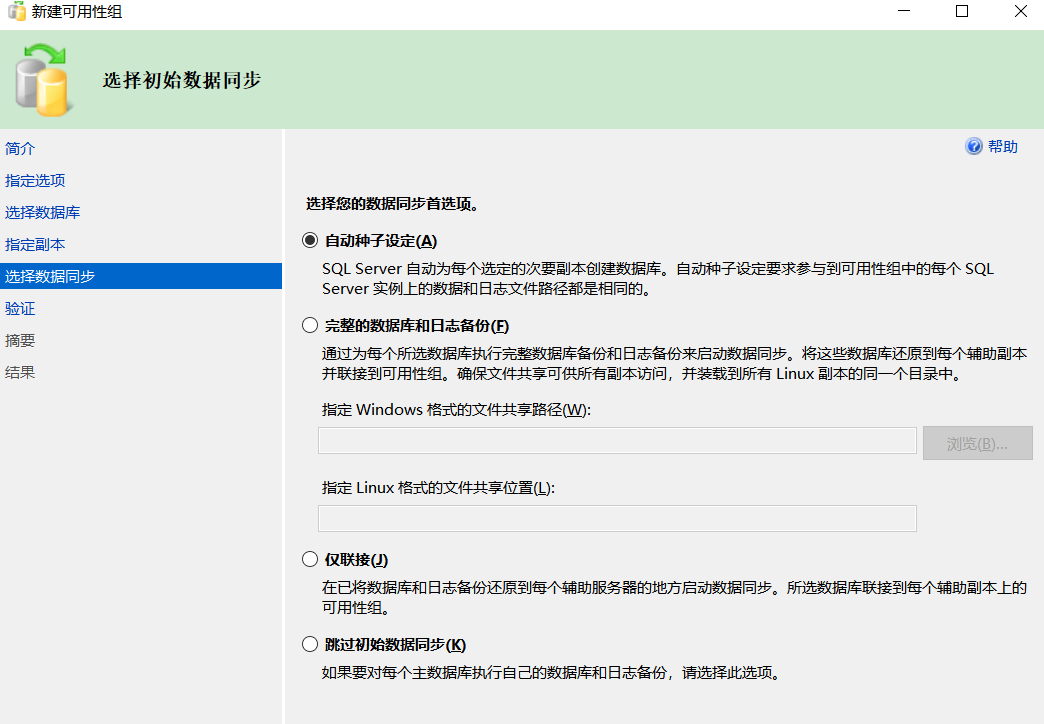 新建可用性组
选择初始数据同步
简介
指定选项
选择数据库
指定副本
选择数据同步
验证
摘要
结果
帮助
选择您的数据同步首选项。
自动种子设定(A)
SQL Server 自动为每个选定的次要副本创建数据库。自动种子设定要求参与到可用性组中的每个 SQL
Server 实例上的数据和日志文件路径都是相同的。
完整的数据库和日志备份(F)
通过为每个所选数据库执行完整数据库备份和日志备份来启动数据同步。将这些数据库还原到每个辅助副本
并联接到可用性组。确保文件共享可供所有副本访问，并装载到所有 Linux 副本的同一个目录中。
指定 Windows 格式的文件共享路径(W):
浏览(B)...
指定 Linux 格式的文件共享位置(L):
仅联接(J)
在已将数据库和日志备份还原到每个辅助服务器的地方启动数据同步。所选数据库联接到每个辅助副本上的
可用性组。
跳过初始数据同步(K)
如果要对每个主数据库执行自己的数据库和日志备份，请选择此选项。